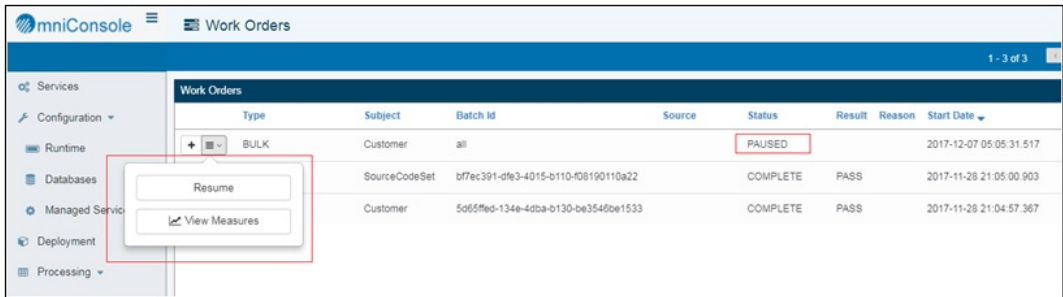 OmniConsole
Work Orders
1 - 3 of 3
Services
Configuration
Runtime
Databases
Managed Servic
Deployment
Processing
Work Orders
Type Subject Batch Id Source Status Result Reason Start Date
BULK Customer all PAUSED 2017-12-07 05:05:31.517
SourceCodeSet bf7ec391-dfe3-4015-b110-f08190110a22 COMPLETE PASS 2017-11-28 21:05:00.903
Customer 5d65ffed-134e-4dba-b130-be3546be1533 COMPLETE PASS 2017-11-28 21:04:57.367
Resume
View Measures